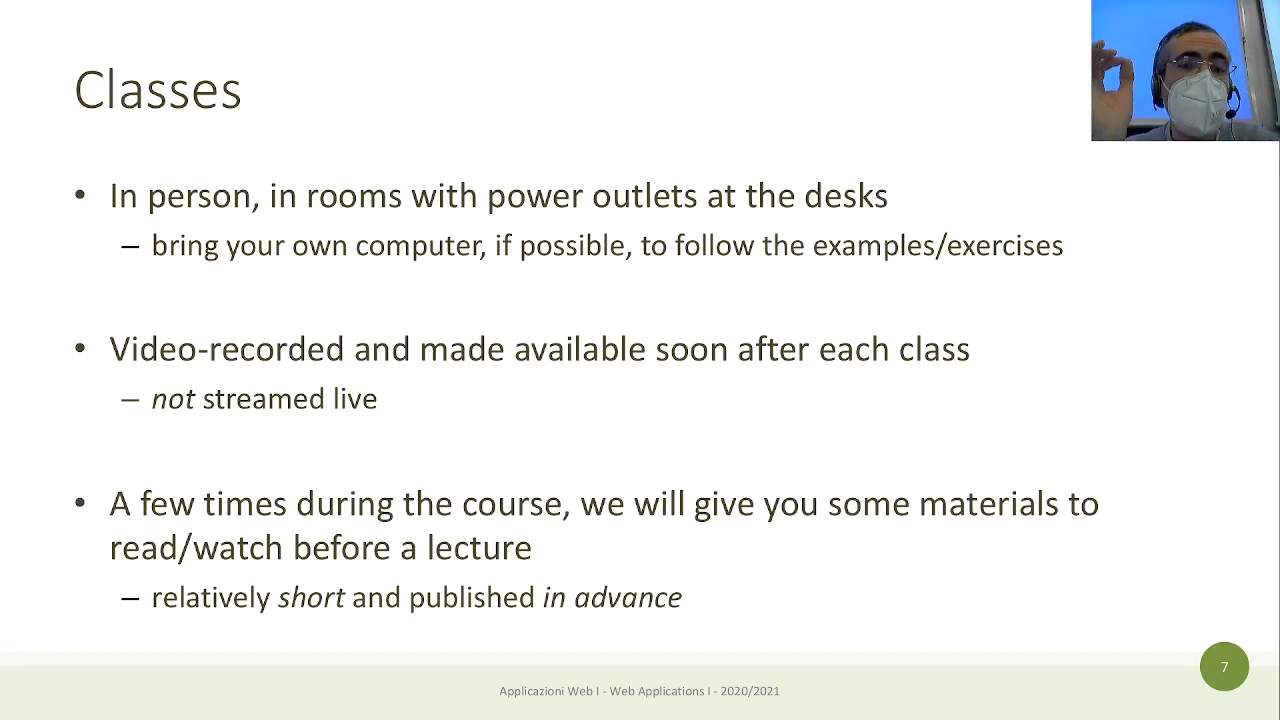 Classes
• In person, in rooms with power outlets at the desks
– bring your own computer, if possible, to follow the examples/exercises
• Video-recorded and made available soon after each class
– not streamed live
• A few times during the course, we will give you some materials to
read/watch before a lecture
– relatively short and published in advance
7
Applicazioni Web I - Web Applications I - 2020/2021